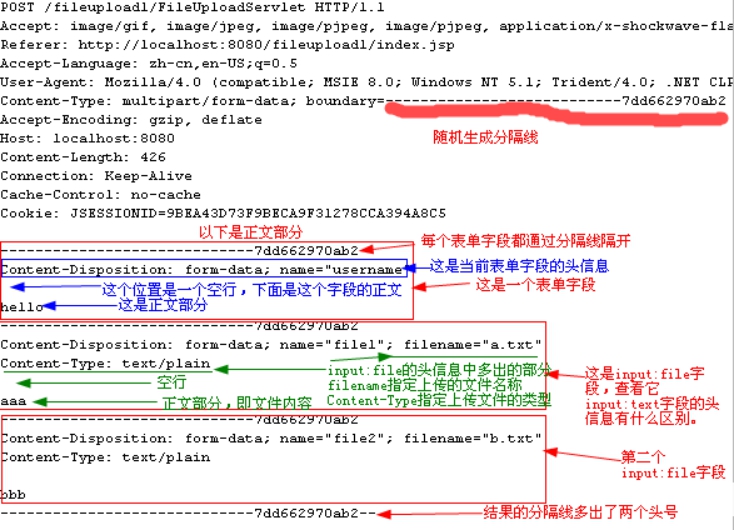 POST /fileupload1/FileUploadServlet HTTP/1.1
Accept: image/gif, image/jpeg, image/pjpeg, image/pjpeg, application/x-shockwave-fla
Referer: http://localhost:8080/fileupload1/index.jsp
Accept-Language: zh-cn,en-US;q=0.5
User-Agent: Mozilla/4.0 (compatible; MSIE 8.0; Windows NT 5.1; Trident/4.0; .NET CLR
Content-Type: multipart/form-data; boundary=---------------------------7dd662970ab2
Accept-Encoding: gzip, deflate
随机生成分隔线
Host: localhost:8080
Content-Length: 426
Connection: Keep-Alive
Cache-Control: no-cache
Cookie: JSESSIONID=9BEA43D73F9BECA9F31278CCA394A8C5
以下是正文部分
-----------------------------7dd662970ab2
每个表单字段都通过分隔线隔开
Content-Disposition: form-data; name="username
这是当前表单字段的头信息
这个位置是一个空行，下面是这个字段的正文
这是一个表单字段
hello
这是正文部分
-----------------------------7dd662970ab2
Content-Disposition: form-data; name="file1"; filename="a.txt"
Content-Type: text/plain
input:file的头信息中多出的部分
filename指定上传的文件名称
Content-Type指定上传文件的类型
空行
aaa
正文部分，即文件内容
这是input:file字
段，查看它
input:text字段的头
信息有什么区别。
-----------------------------7dd662970ab2
Content-Disposition: form-data; name="file2"; filename="b.txt"
Content-Type: text/plain
第二个
input:file字段
bbb
-----------------------------7dd662970ab2--
结果的分隔线多出了两个头号